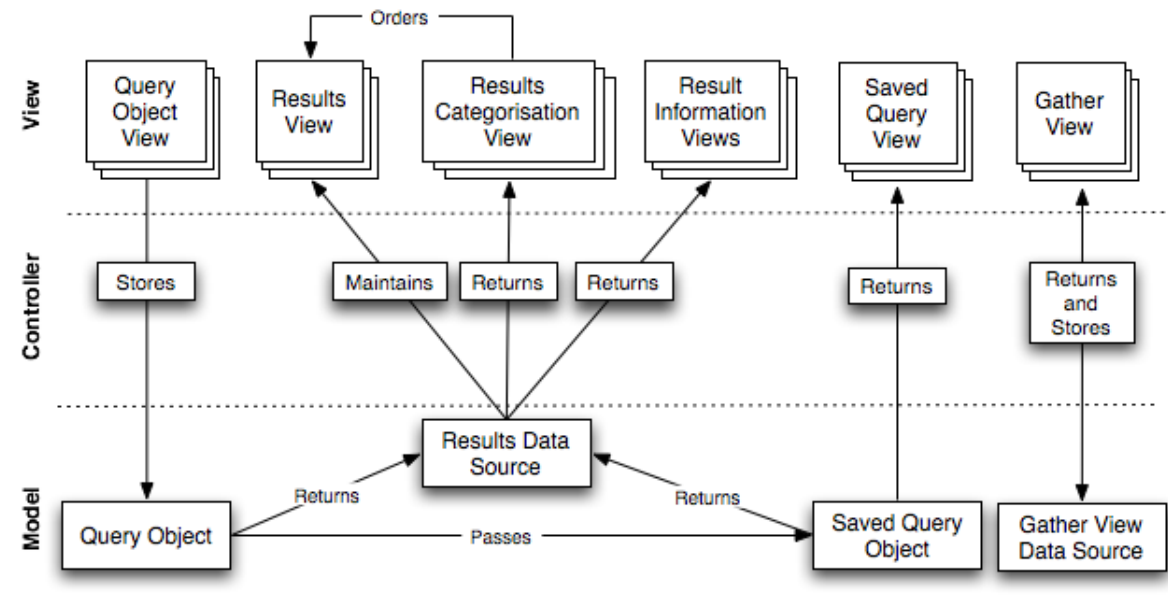 Orders
View
Query
Object
View
Results
View
Results
Categorisation
View
Result
Information
Views
Saved
Query
View
Gather
View
Controller
Stores
Maintains
Returns
Returns
Returns
Returns
and
Stores
Model
Results Data
Source
Returns
Returns
Query Object
Passes
Saved Query
Object
Gather View
Data Source